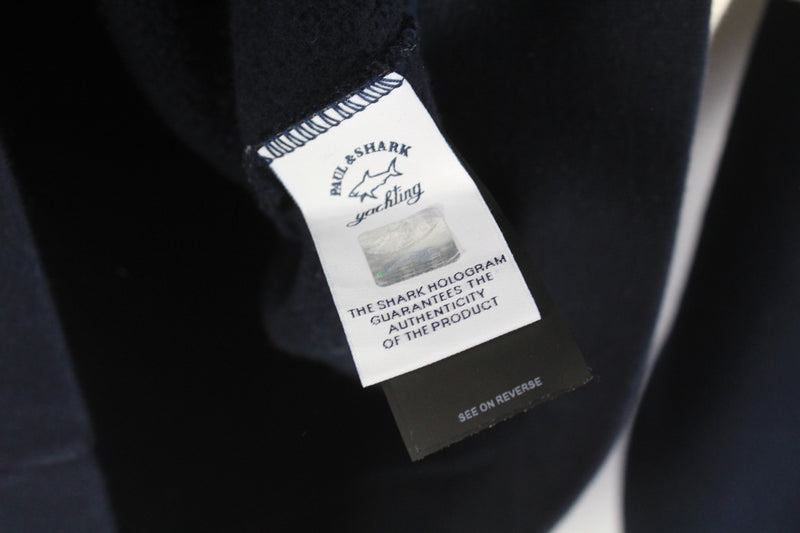 PAUL & SHARK
yachting
THE SHARK HOLOGRAM
GUARANTEES THE
AUTHENTICITY
OF THE PRODUCT
SEE ON REVERSE